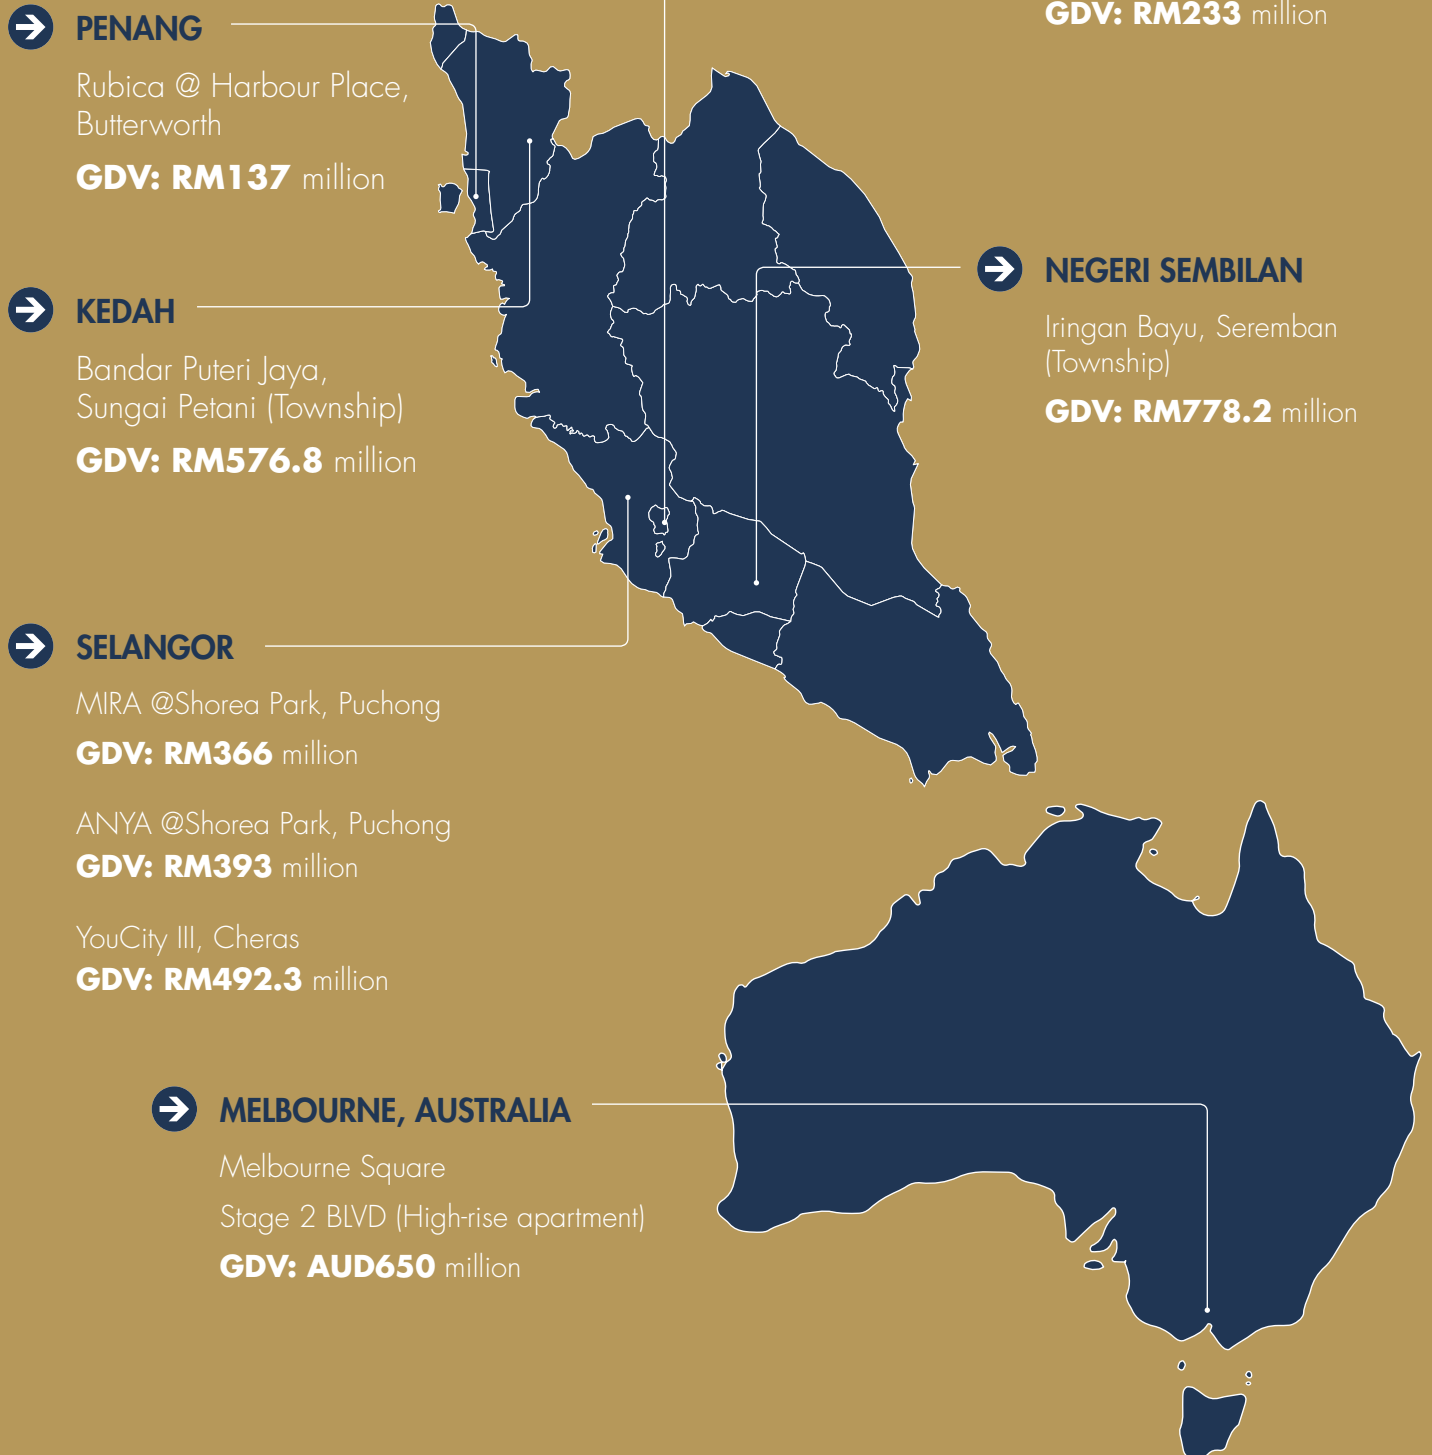 PENANG
Rubica @ Harbour Place,
Butterworth
GDV: RM137 million
KEDAH
Bandar Puteri Jaya,
Sungai Petani (Township)
GDV: RM576.8 million
SELANGOR
MIRA @Shorea Park, Puchong
GDV: RM366 million
ANYA @Shorea Park, Puchong
GDV: RM393 million
YouCity III, Cheras
GDV: RM492.3 million
GDV: RM233 million
NEGERI SEMBILAN
Iringan Bayu, Seremban
(Township)
GDV: RM778.2 million
MELBOURNE, AUSTRALIA
Melbourne Square
Stage 2 BLVD (High-rise apartment)
GDV: AUD650 million